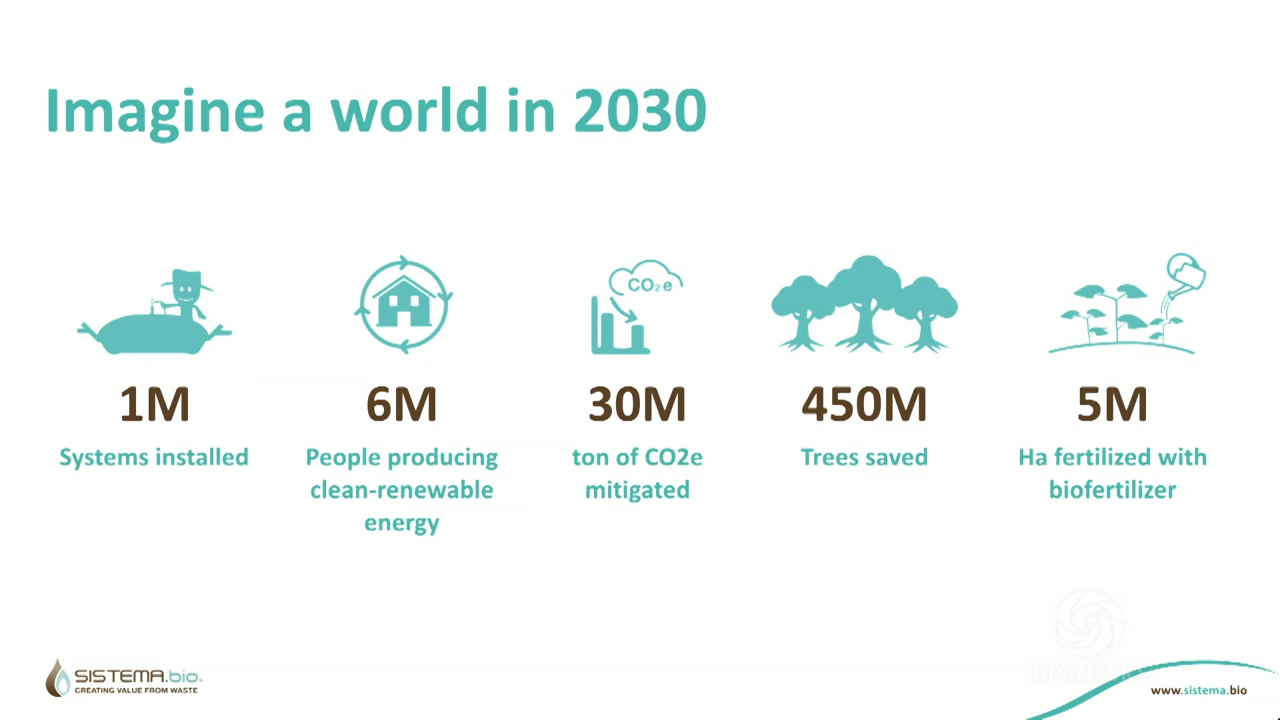 Imagine a world in 2030
CO₂ e
1M
Systems installed
6M
People producing
clean-renewable
energy
30M
ton of CO2e
mitigated
450M
Trees saved
5M
Ha fertilized with
biofertilizer
SISTEMA.bio
CREATING VALUE FROM WASTE
www.sistema.bio